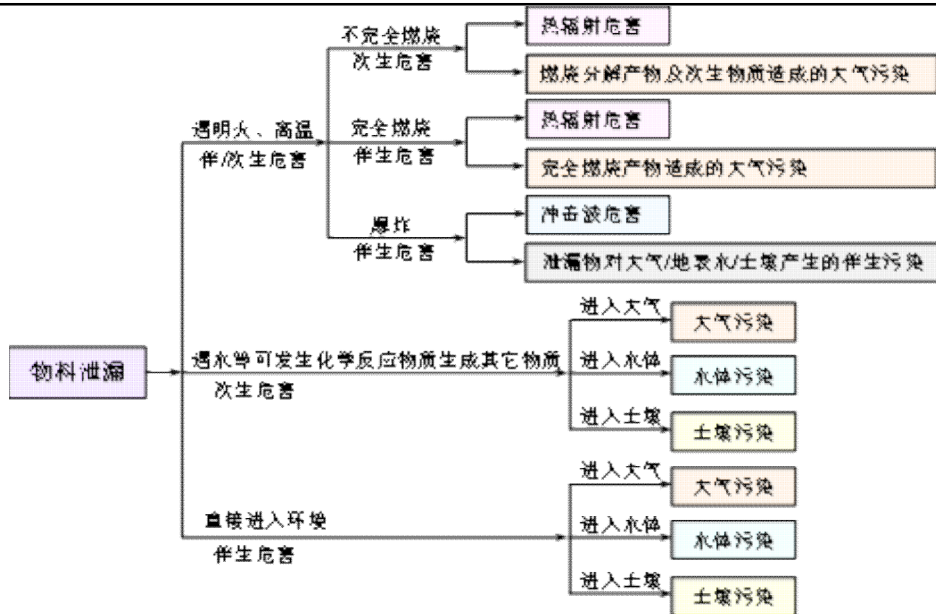 不完全燃烧
次生危害
热辐射危害
燃烧分解产物及次生物质造成的大气污染
遇明火、高温
伴/次生危害
完全燃烧
伴生危害
热辐射危害
完全燃烧产物造成的大气污染
爆炸
伴生危害
冲击波危害
泄漏物对大气/地表水/土壤产生的伴生污染
物料泄漏
遇水等可发生化学反应物质生成其它物质
次生危害
进入大气
大气污染
进入水体
水体污染
进入土壤
土壤污染
直接进入环境
伴生危害
进入大气
大气污染
进入水体
水体污染
进入土壤
土壤污染